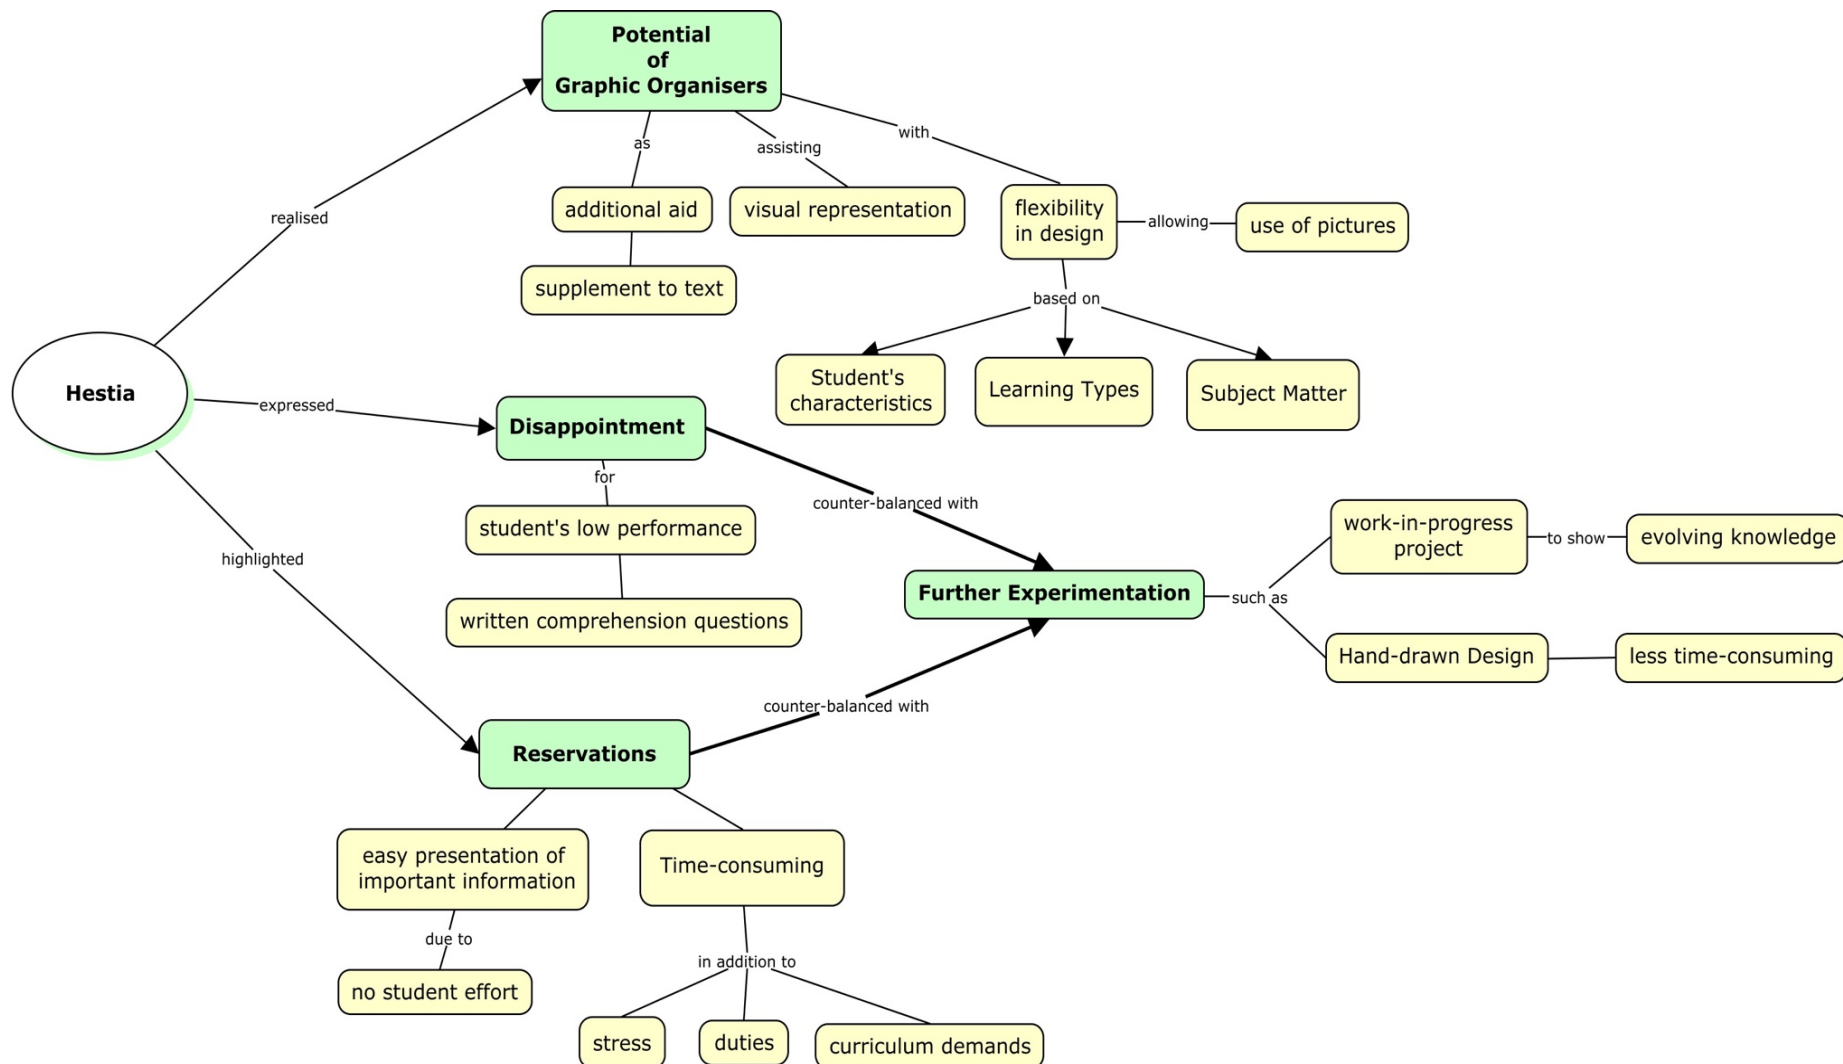 Potential
of
Graphic Organisers
as
assisting
with
realised
additional aid
visual representation
flexibility
in design
allowing
use of pictures
supplement to text
based on
Student's
characteristics
Learning Types
Subject Matter
Hestia
expressed
Disappointment
for
counter-balanced with
student's low performance
written comprehension questions
highlighted
Further Experimentation
such as
work-in-progress
project
to show
evolving knowledge
Hand-drawn Design
less time-consuming
counter-balanced with
Reservations
easy presentation of
important information
Time-consuming
due to
no student effort
in addition to
stress
duties
curriculum demands